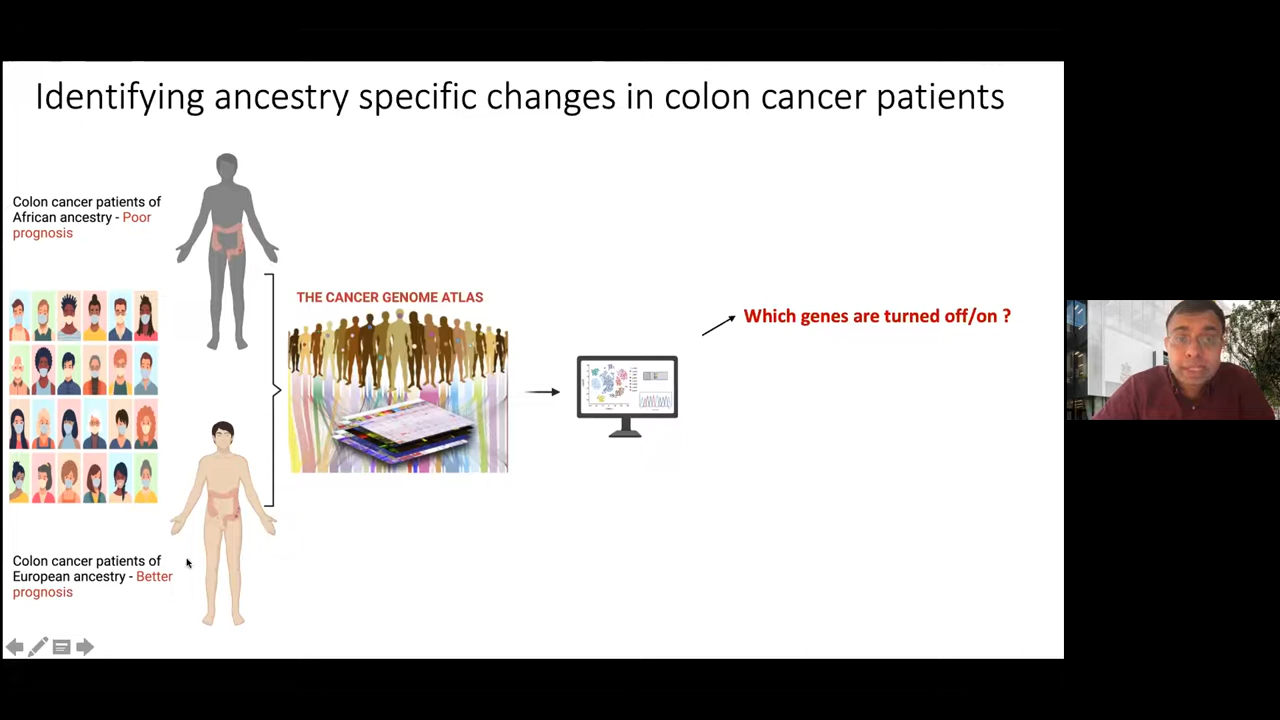 Identifying ancestry specific changes in colon cancer patients
Colon cancer patients of
African ancestry - Poor
prognosis
THE CANCER GENOME ATLAS
Which genes are turned off/on ?
Colon cancer patients of
European ancestry - Better
prognosis